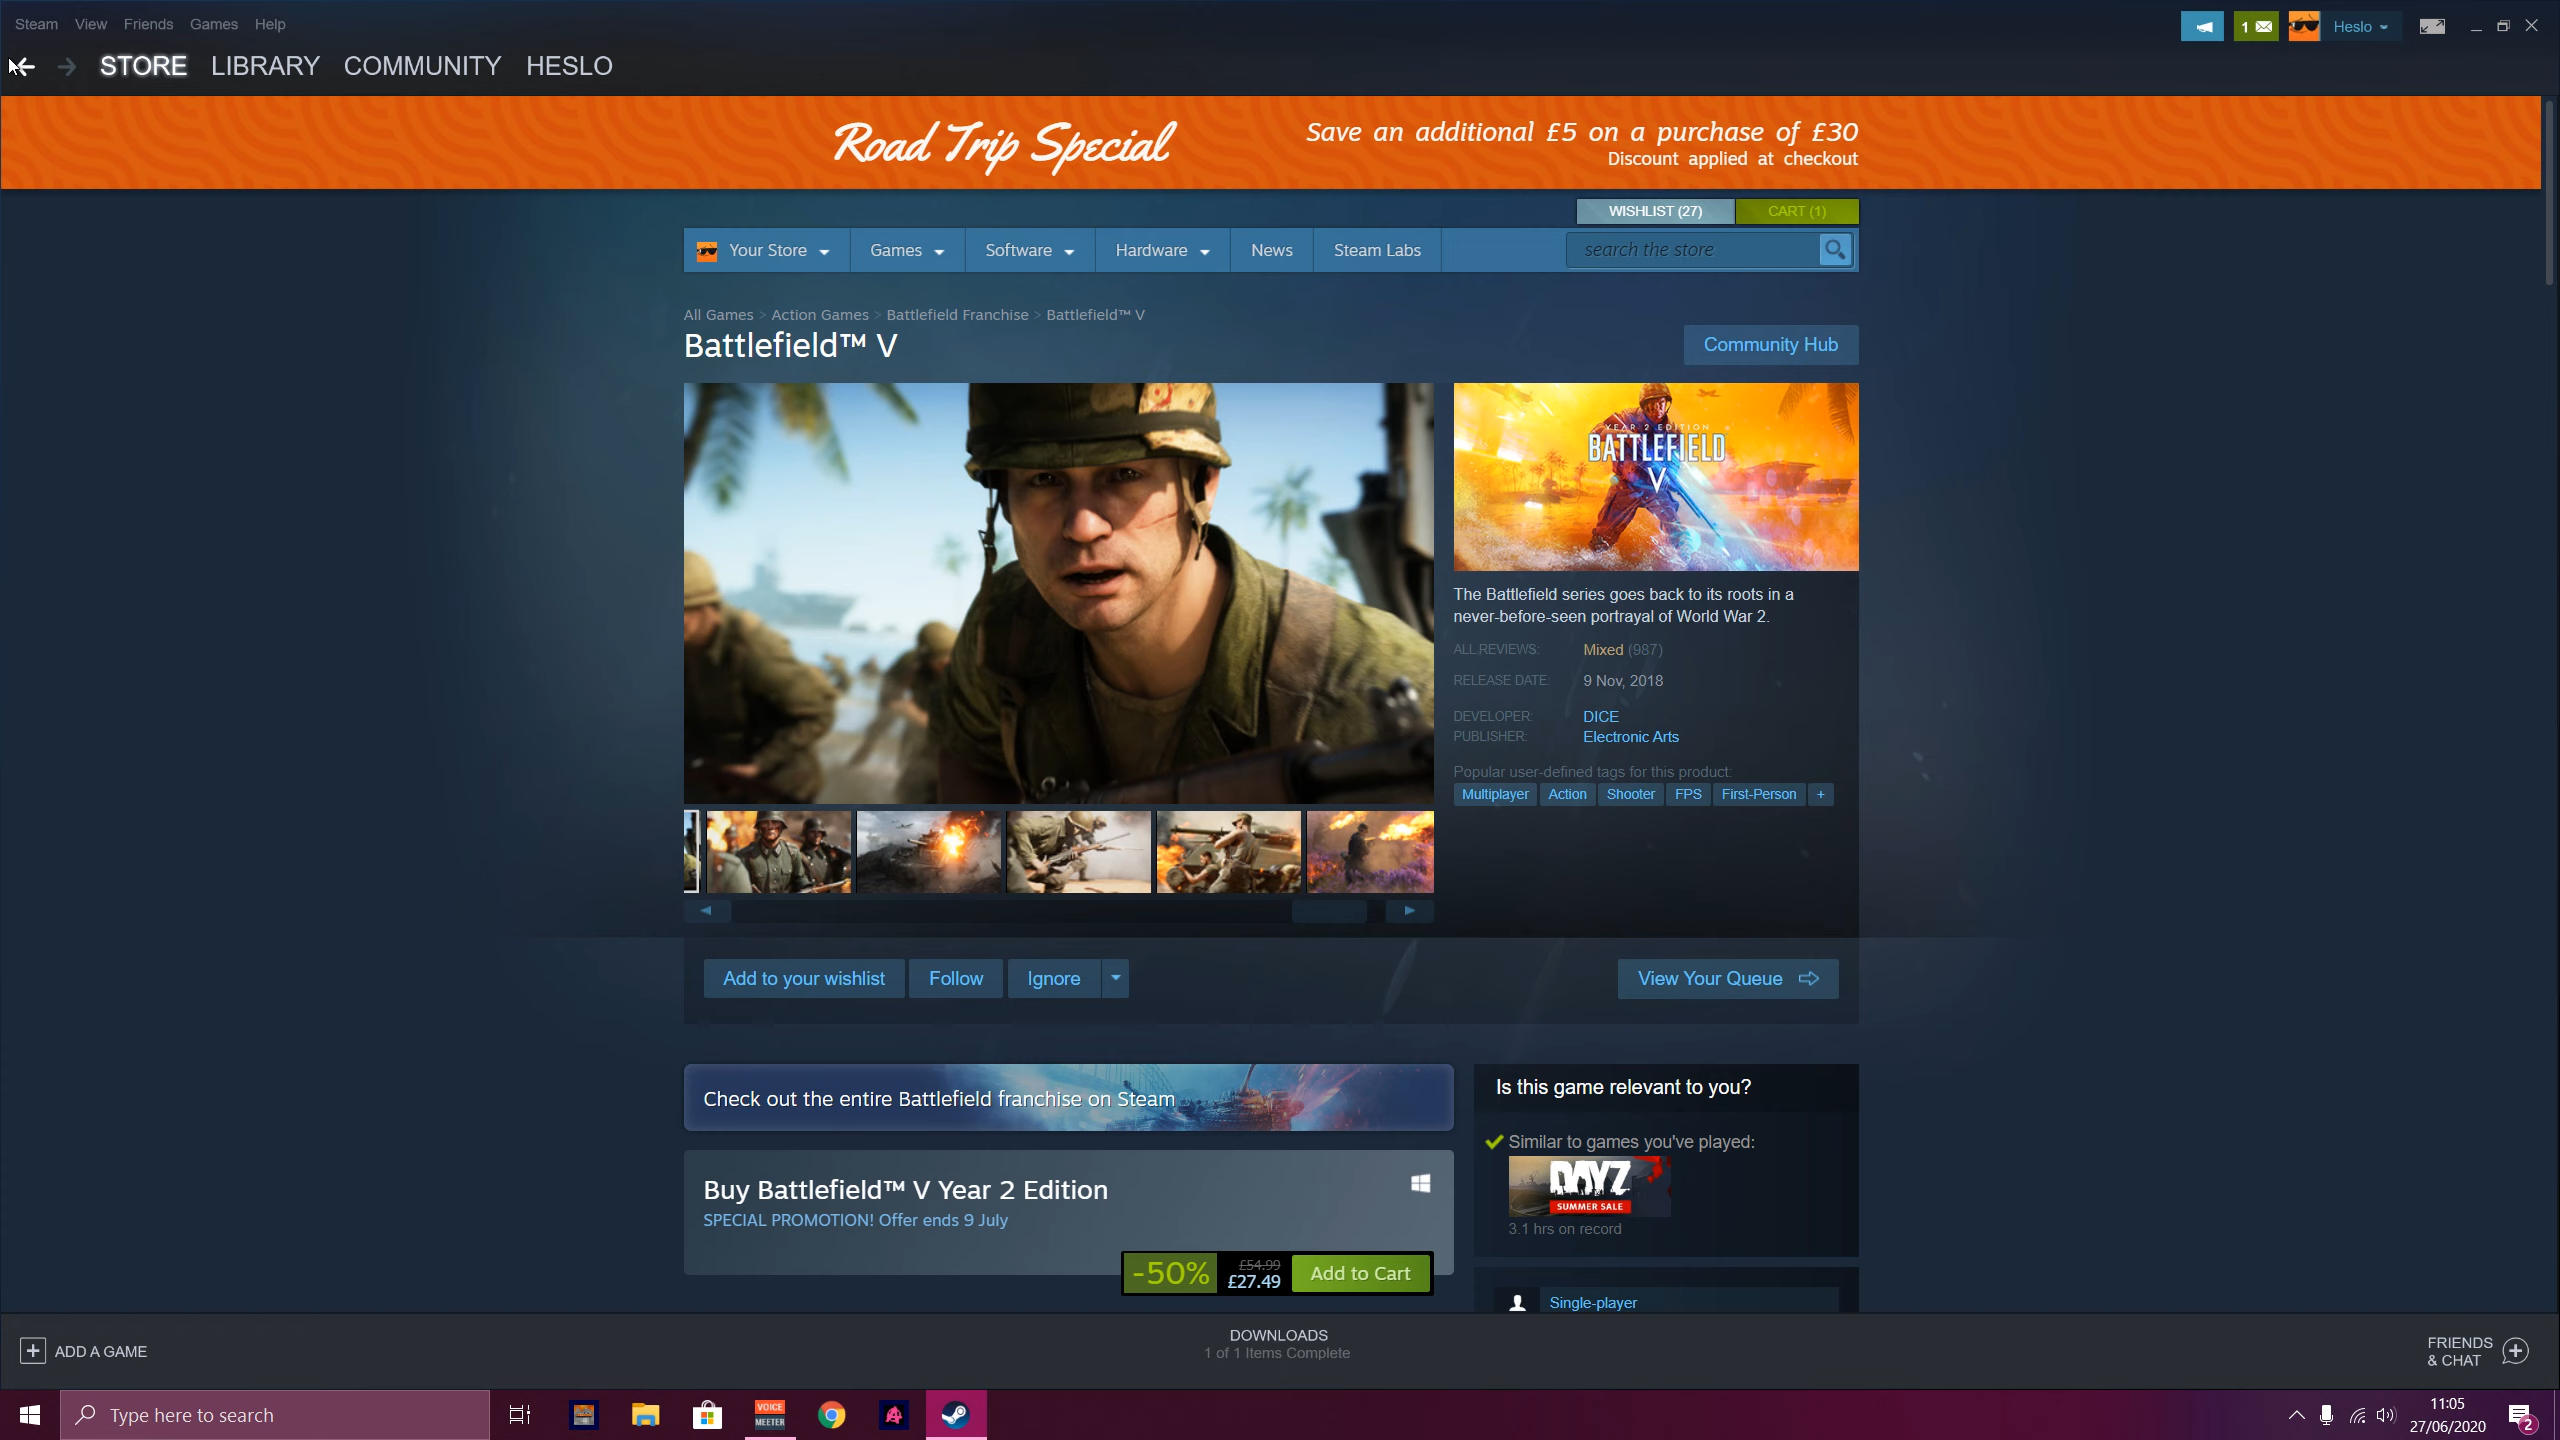 Steam View Friends Games Help
1
Heslo
STORE LIBRARY COMMUNITY HESLO
Road Trip Special
Save an additional £5 on a purchase of £30
Discount applied at checkout
WISHLIST (27)
CART (1)
Your Store
Games
Software
Hardware
News
Steam Labs
search the store
All Games > Action Games > Battlefield Franchise > Battlefield™ V
Battlefield™ V
Community Hub
YEAR 2 EDITION
BATTLEFIELD
V
The Battlefield series goes back to its roots in a
never-before-seen portrayal of World War 2.
ALL REVIEWS: Mixed (987)
RELEASE DATE: 9 Nov, 2018
DEVELOPER: DICE
PUBLISHER: Electronic Arts
Popular user-defined tags for this product:
Multiplayer Action Shooter FPS First-Person +
Add to your wishlist
Follow
Ignore
View Your Queue
Check out the entire Battlefield franchise on Steam
Is this game relevant to you?
Similar to games you've played:
DAYZ
SUMMER SALE
3.1 hrs on record
Buy Battlefield™ V Year 2 Edition
SPECIAL PROMOTION! Offer ends 9 July
-50%
£54.99
£27.49
Add to Cart
Single-player
ADD A GAME
DOWNLOADS
1 of 1 Items Complete
FRIENDS
& CHAT
Type here to search
VOICE
MEETER
11:05
27/06/2020
2